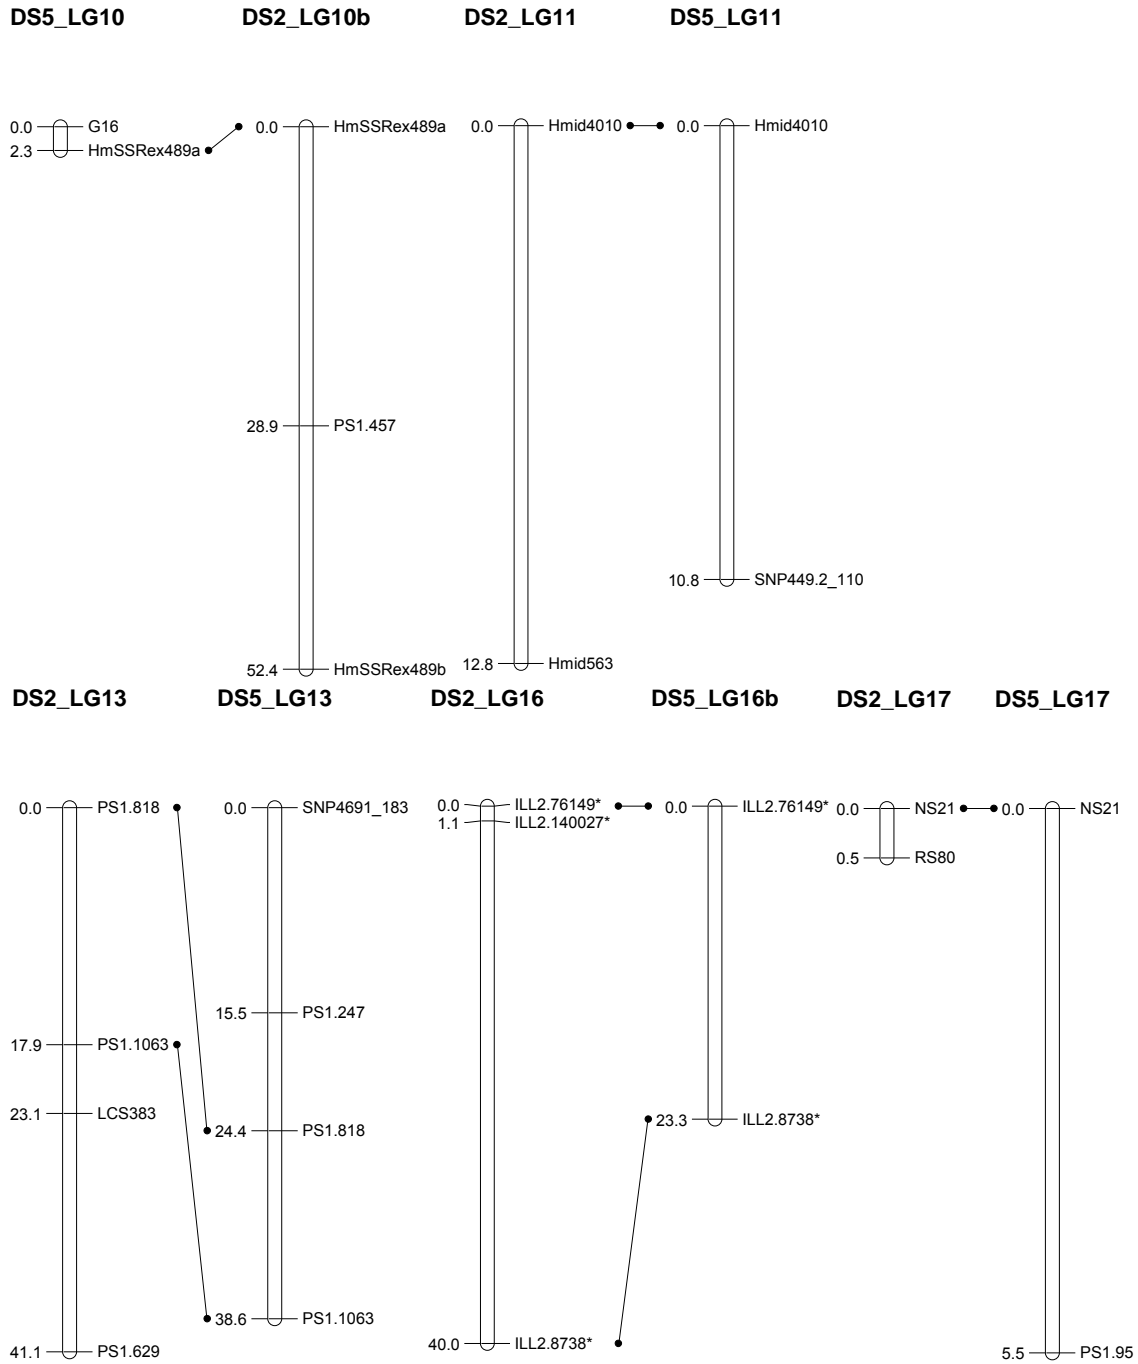 DS5_LG10 DS2_LG10b DS2_LG11 DS5_LG11
0.0 G16 0.0 HmSSRex489a 0.0 Hmid4010 0.0 Hmid4010
2.3 HmSSRex489a
28.9 PS1.457
10.8 SNP449.2_110
52.4 HmSSRex489b 12.8 Hmid563
DS2_LG13 DS5_LG13 DS2_LG16 DS5_LG16b DS2_LG17 DS5_LG17
0.0 PS1.818 0.0 SNP4691_183 0.0 ILL2.76149* 0.0 ILL2.76149* 0.0 NS21 0.0 NS21
1.1 ILL2.140027*
0.5 RS80
15.5 PS1.247
17.9 PS1.1063
23.1 LCS383 23.3 ILL2.8738*
24.4 PS1.818
38.6 PS1.1063
41.1 PS1.629 40.0 ILL2.8738* 5.5 PS1.95